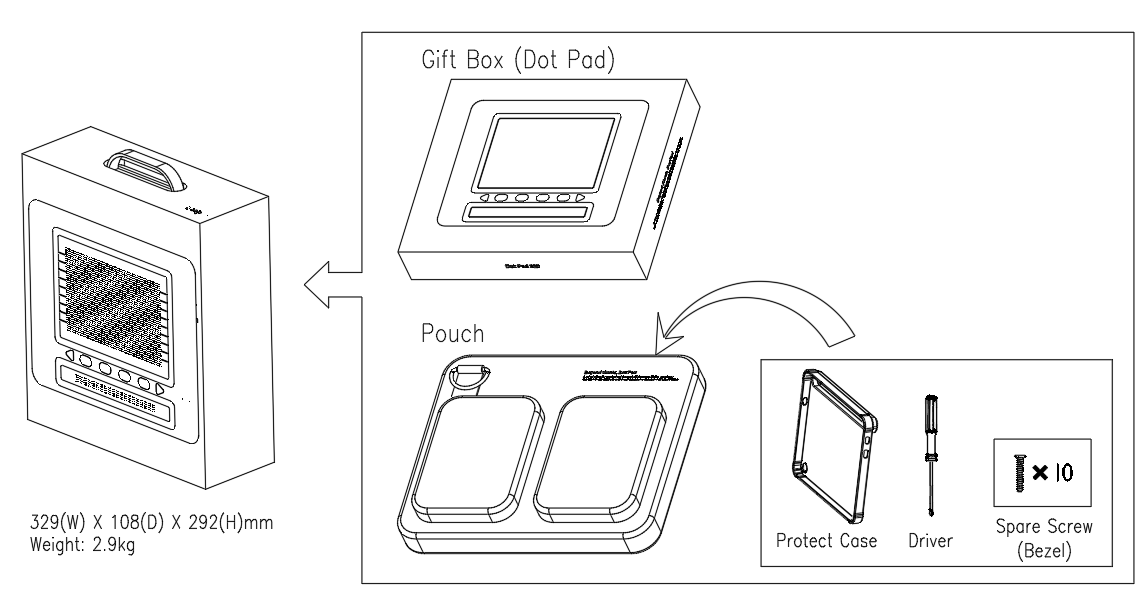 Gift Box (Dot Pad)
Pouch
Protect Case
Driver
× 10
Spare Screw
(Bezel)
329(W) X 108(D) X 292(H)mm
Weight: 2.9kg